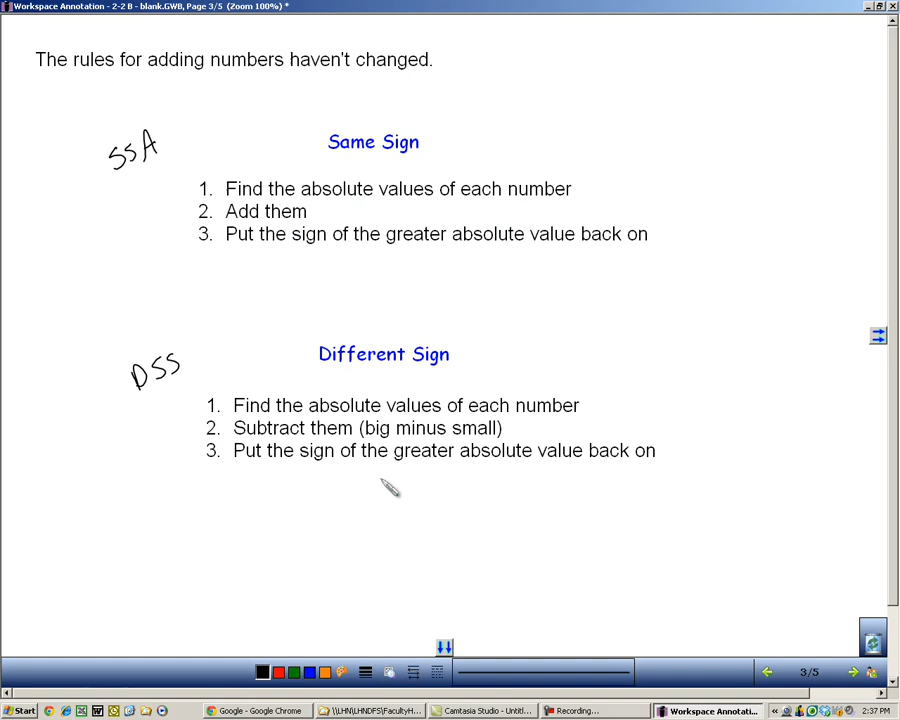 Workspace Annotation - 2-2 B - blank.GWB, Page 3/5 (Zoom 100%) *
The rules for adding numbers haven't changed.
SSA
Same Sign
1. Find the absolute values of each number
2. Add them
3. Put the sign of the greater absolute value back on
DSS
Different Sign
1. Find the absolute values of each number
2. Subtract them (big minus small)
3. Put the sign of the greater absolute value back on
3/5
Start
Google - Google Chrome
\\LHN\LHNDFS\FacultyH...
Camtasia Studio - Untitl...
Recording...
Workspace Annotati...
2:37 PM